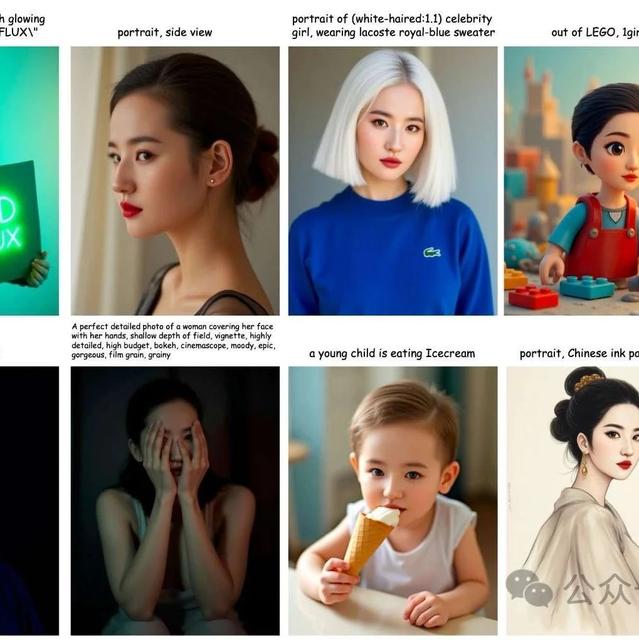 h glowing
FLUX\"
portrait, side view
portrait of (white-haired:1.1) celebrity
girl, wearing lacoste royal-blue sweater
out of LEGO, 1gir
D
UX
A perfect detailed photo of a woman covering her face
with her hands, shallow depth of field, vignette, highly
detailed, high budget, bokeh, cinemascope, moody, epic,
gorgeous, film grain, grainy
a young child is eating Icecream
portrait, Chinese ink pa
公众